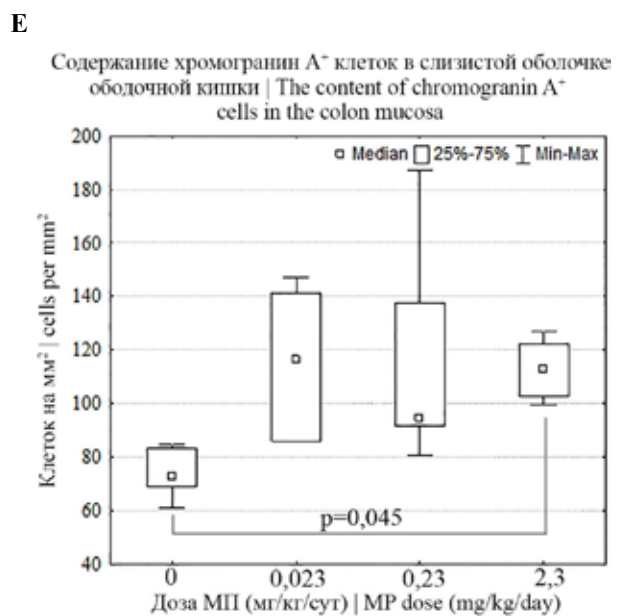 E
Содержание хромогранин А⁺ клеток в слизистой оболочке
ободочной кишки | The content of chromogranin A⁺
cells in the colon mucosa
Median 25%-75% Min-Max
Клеток на мм² | cells per mm²
200
180
160
140
120
100
80
60
40
p=0,045
0 0,023 0,23 2,3
Доза МП (мг/кг/сут) | MP dose (mg/kg/day)